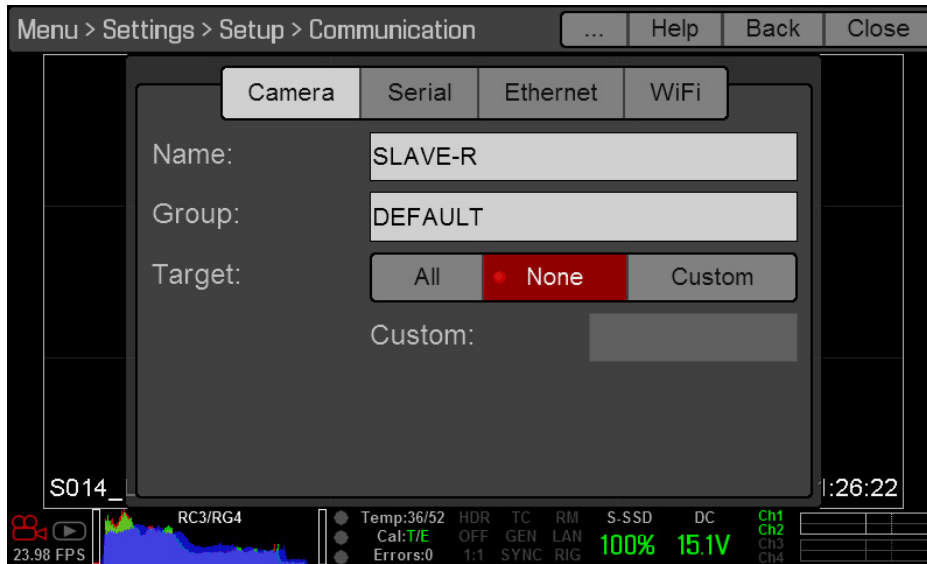 Menu > Settings > Setup > Communication ... Help Back Close
Camera Serial Ethernet WiFi
Name: SLAVE-R
Group: DEFAULT
Target: All None Custom
Custom:
S014_ 1:26:22
RC3/RG4 Temp:36/52 HDR TC RM S-SSD DC Ch1
Cal:T/E OFF GEN LAN 100% 15.1V Ch2
23.98 FPS Errors:0 1:1 SYNC RIG Ch3
Ch4